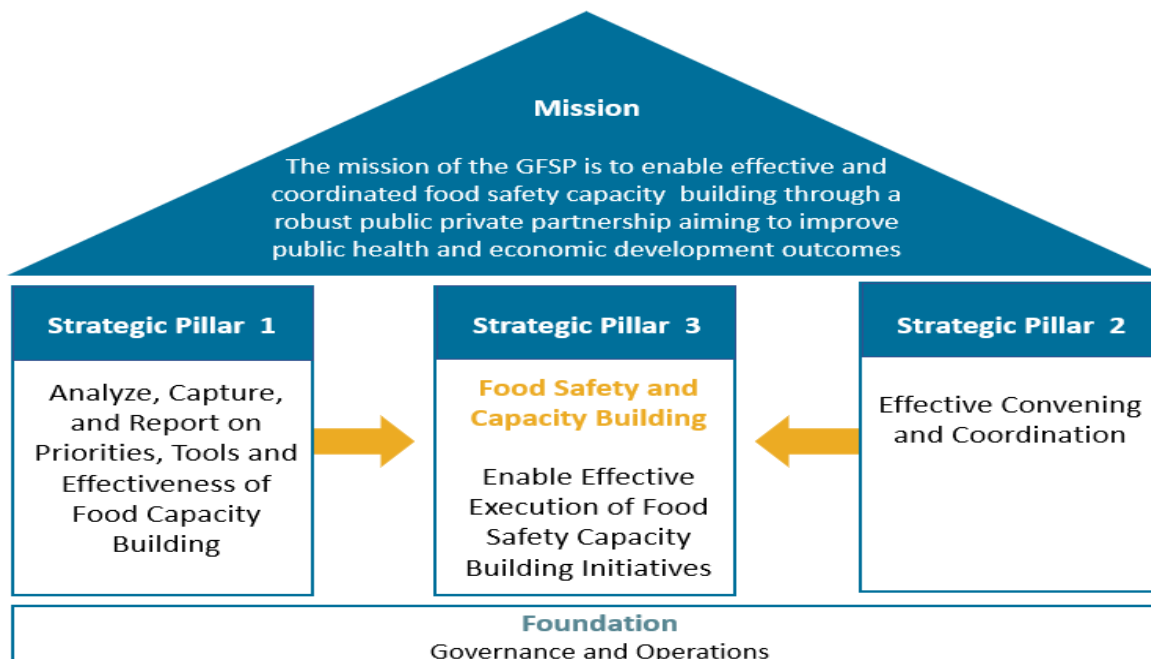 Mission
The mission of the GFSP is to enable effective and
coordinated food safety capacity building through a
robust public private partnership aiming to improve
public health and economic development outcomes
Strategic Pillar 1
Analyze, Capture,
and Report on
Priorities, Tools and
Effectiveness of
Food Capacity
Building
Strategic Pillar 3
Food Safety and
Capacity Building
Enable Effective
Execution of Food
Safety Capacity
Building Initiatives
Strategic Pillar 2
Effective Convening
and Coordination
Foundation
Governance and Operations